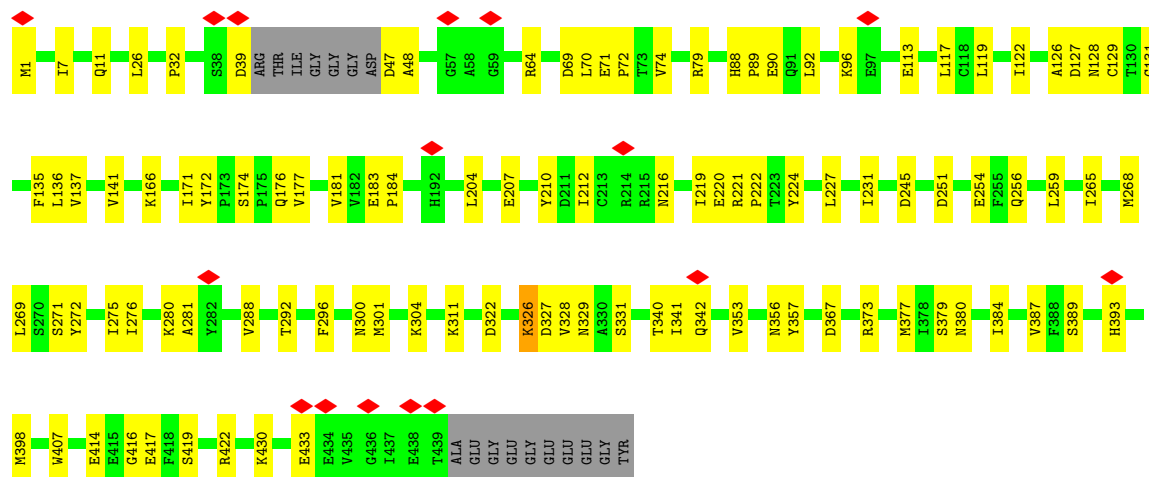 M1 I7 Q11 L26 P32 S38 D39 ARG THR ILE GLY GLY GLY ASP D47 A48 G57 A58 G59 R64 D69 L70 E71 P72 T73 V74 R79 H88 P89 E90 Q91 L92 K96 E97 E113 L117 C118 L119 I122 A126 D127 N128 C129 T130
F135 L136 V137 V141 K166 I171 Y172 P173 S174 P175 Q176 V177 V181 V182 E183 P184 H192 L204 E207 Y210 D211 I212 C213 R214 R215 N216 I219 E220 R221 P222 T223 Y224 L227 I231 D245 D251 E254 F255 Q256 L259 I265 M268
L269 S270 S271 Y272 I275 I276 K280 A281 Y282 V288 T292 F296 N300 M301 K304 K311 D322 K326 D327 V328 N329 A330 S331 T340 I341 Q342 V353 N356 Y357 D367 R373 M377 I378 S379 N380 I384 V387 F388 S389 H393
M398 W407 E414 E415 G416 E417 F418 S419 R422 K430 E433 E434 V435 G436 I437 E438 T439 ALA GLU GLY GLU GLU GLY GLU GLU GLU GLY TYR